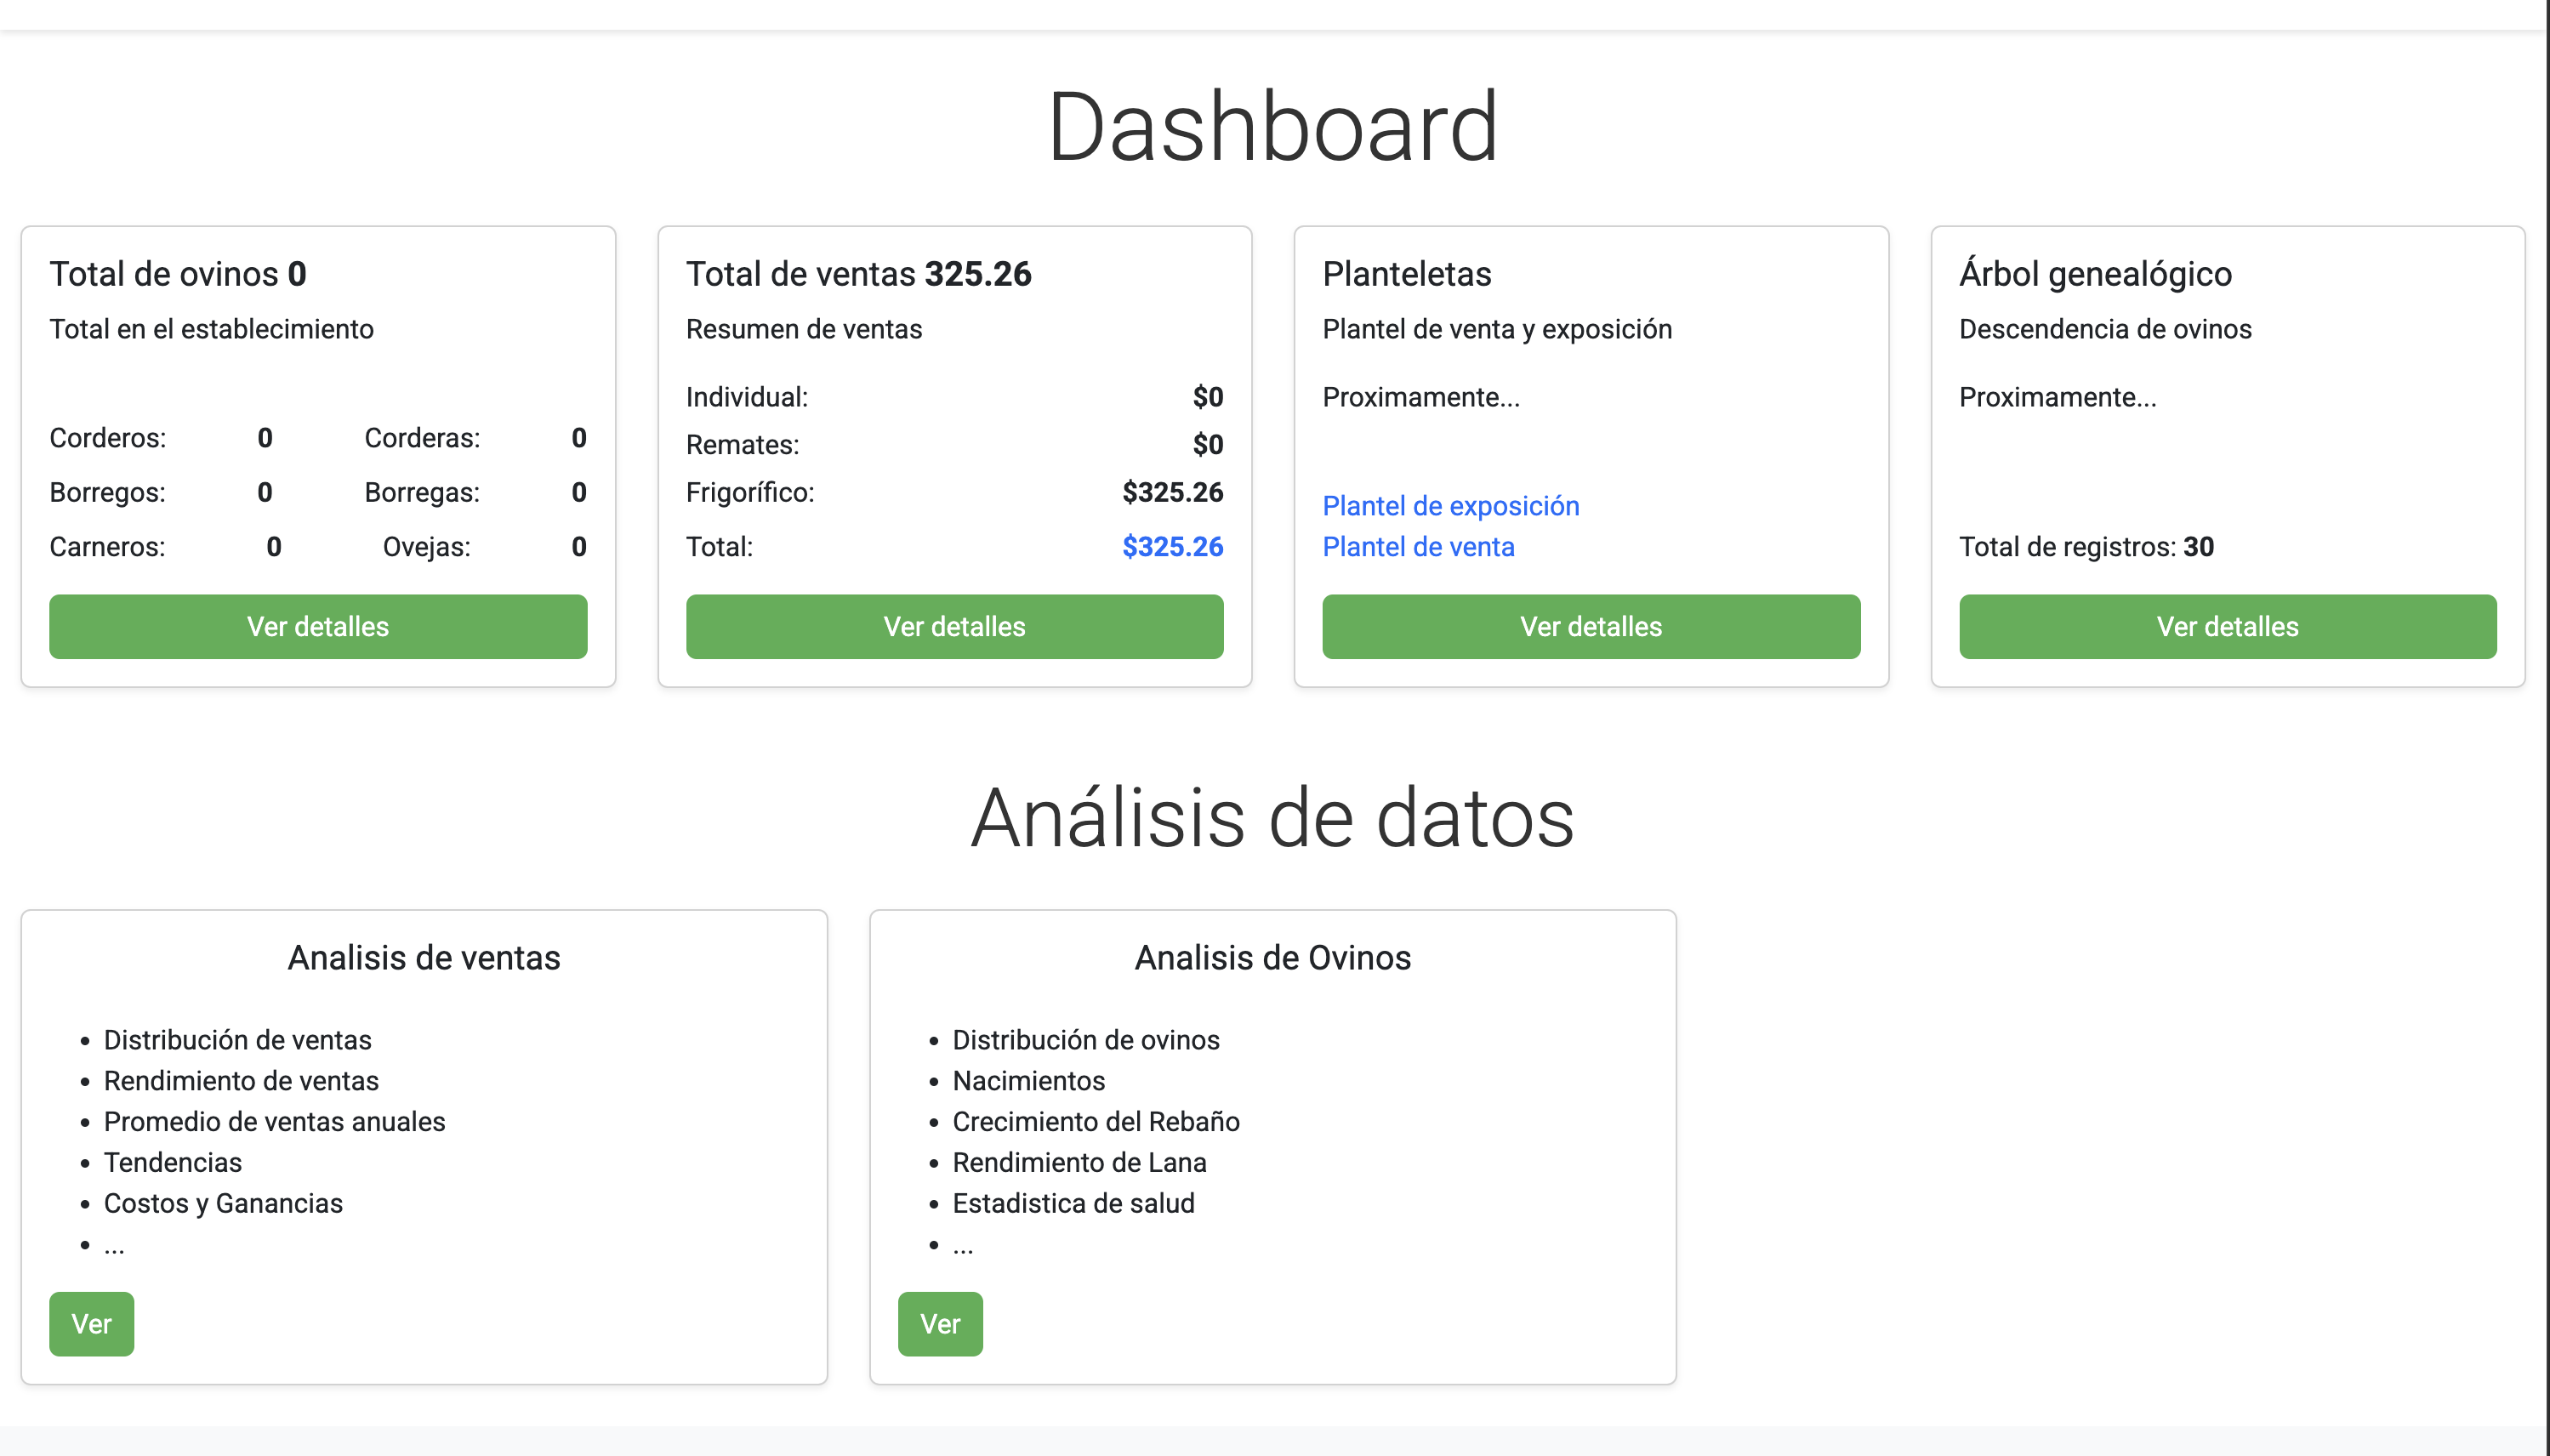 Dashboard
Total de ovinos 0
Total en el establecimiento
Corderos: 0 Corderas: 0
Borregos: 0 Borregas: 0
Carneros: 0 Ovejas: 0
Ver detalles
Total de ventas 325.26
Resumen de ventas
Individual: $0
Remates: $0
Frigorífico: $325.26
Total: $325.26
Ver detalles
Planteletas
Plantel de venta y exposición
Proximamente...
Plantel de exposición
Plantel de venta
Ver detalles
Árbol genealógico
Descendencia de ovinos
Proximamente...
Total de registros: 30
Ver detalles
Análisis de datos
Analisis de ventas
• Distribución de ventas
• Rendimiento de ventas
• Promedio de ventas anuales
• Tendencias
• Costos y Ganancias
• ...
Ver
Analisis de Ovinos
• Distribución de ovinos
• Nacimientos
• Crecimiento del Rebaño
• Rendimiento de Lana
• Estadistica de salud
• ...
Ver